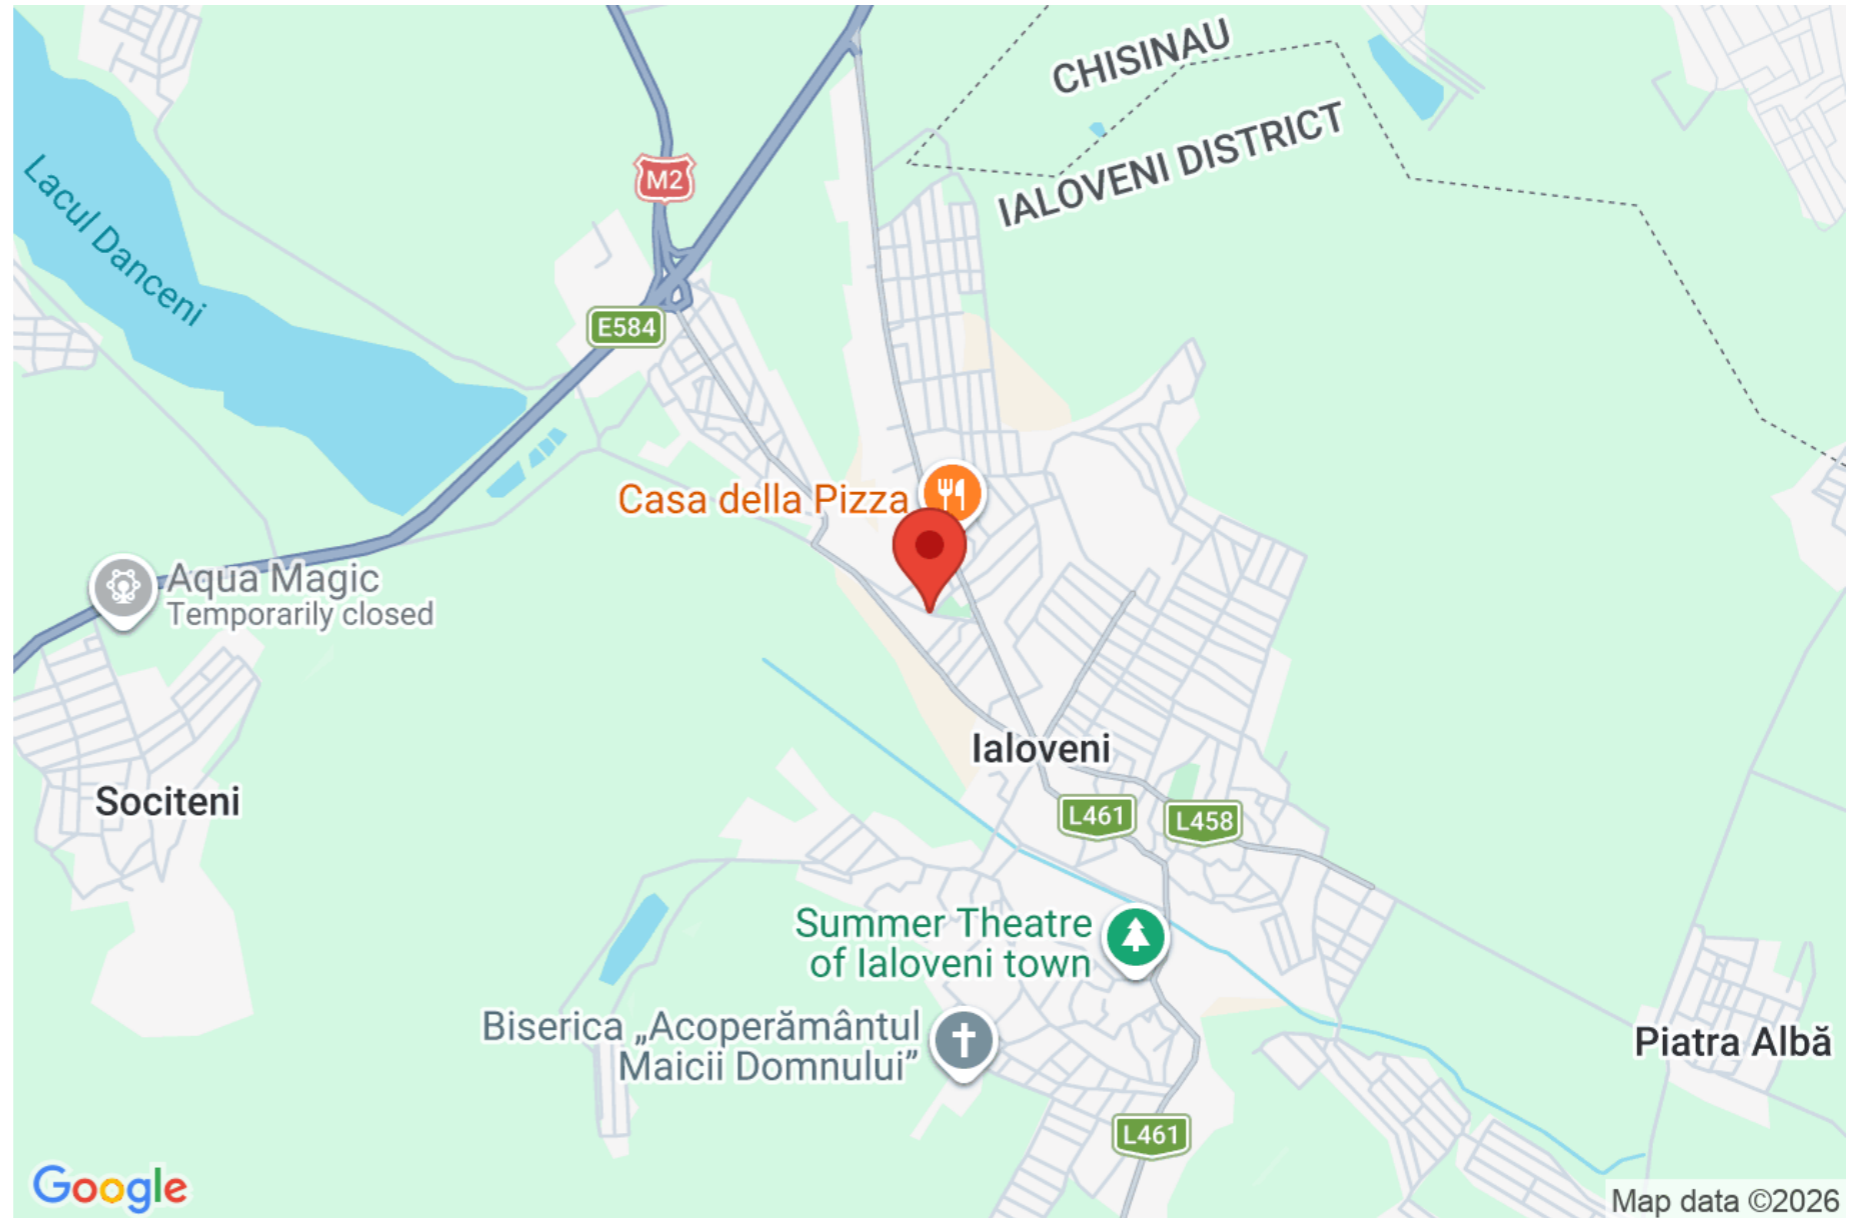 CHISINAU
IALOVENI DISTRICT
M2
Lacul Danceni
E584
Casa della Pizza
Aqua Magic
Temporarily closed
Ialoveni
Sociteni
L461
L458
Summer Theatre
of Ialoveni town
Biserica „Acoperământul
Maicii Domnului”
Piatra Albă
L461
Google
Map data ©2026